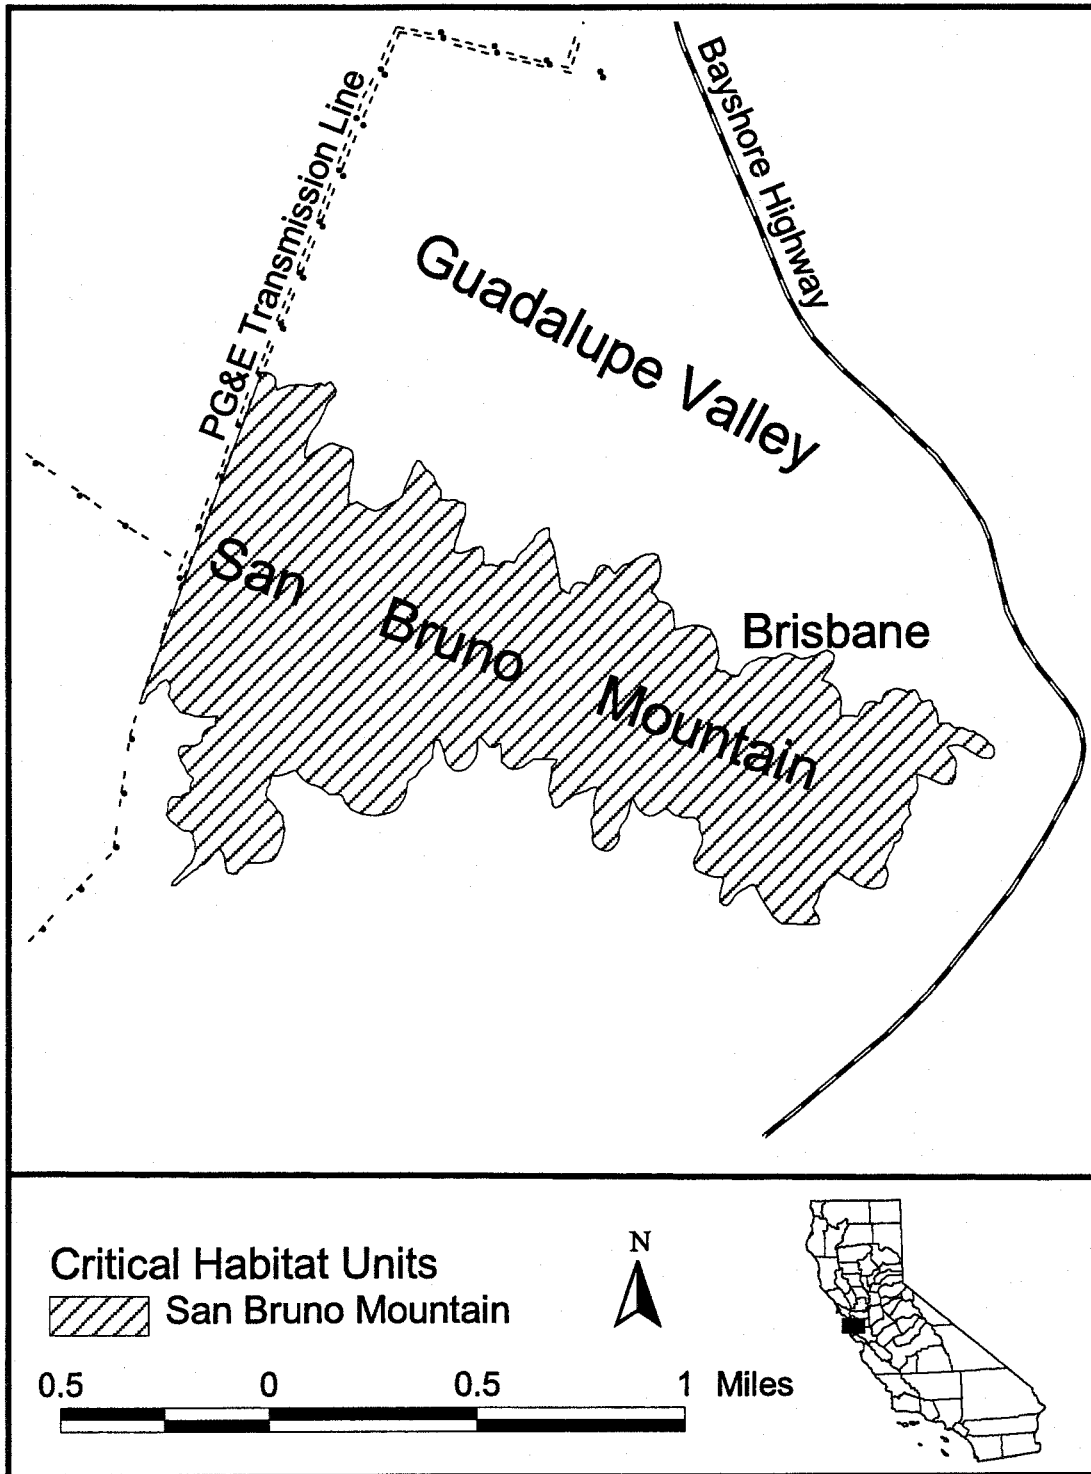 Bayshore Highway
PG&E Transmission Line
Guadalupe Valley
San Bruno Mountain
Brisbane
Critical Habitat Units
San Bruno Mountain
N
0.5 0 0.5 1 Miles